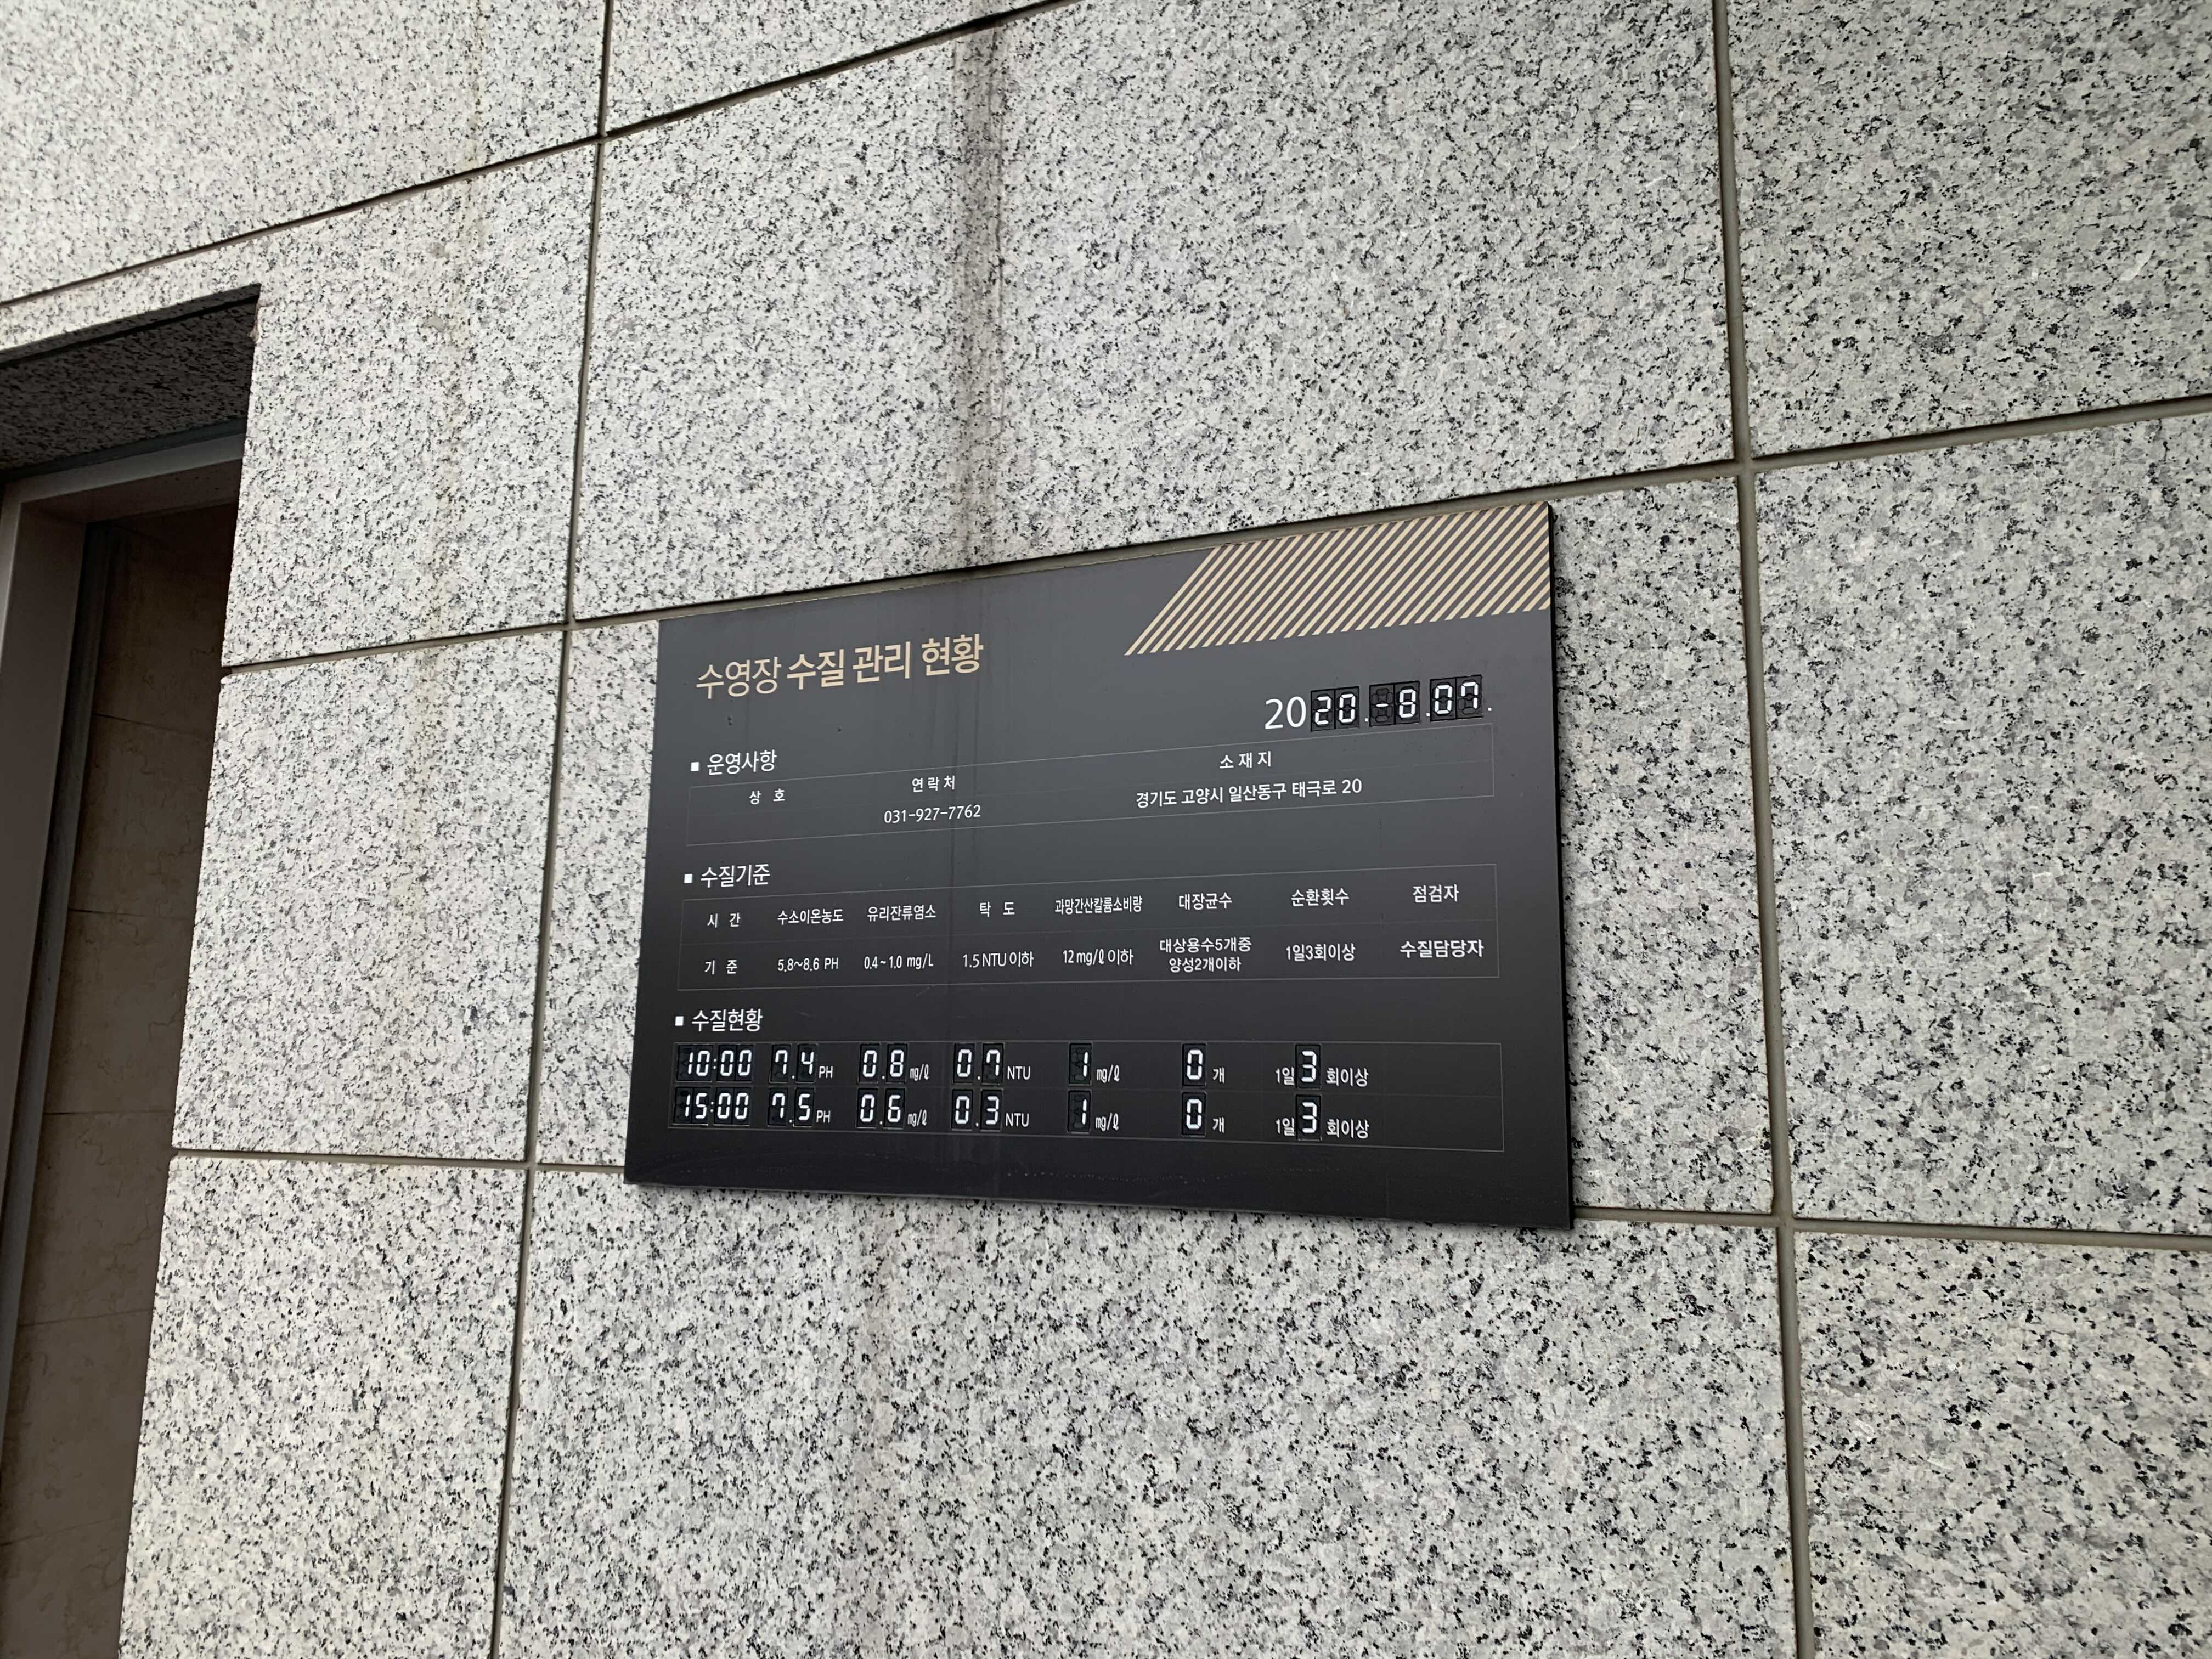 수영장 수질 관리 현황
2020.-8.07.
■ 운영사항
상 호 연락처 소재지
031-927-7762 경기도 고양시 일산동구 태극로 20
■ 수질기준
시 간 수소이온농도 유리잔류염소 탁 도 과망간산칼륨소비량 대장균수 순환횟수 점검자
기 준 5.8~8.6 PH 0.4~1.0 mg/L 1.5 NTU 이하 12mg/ℓ 이하 대상용수5개중 1일3회이상 수질담당자
양성2개이하
■ 수질현황
10:00 7.4 PH 0.8 mg/ℓ 0.7 NTU 1 mg/ℓ 0 개 1일 3 회이상
15:00 7.5 PH 0.6 mg/ℓ 0.3 NTU 1 mg/ℓ 0 개 1일 3 회이상